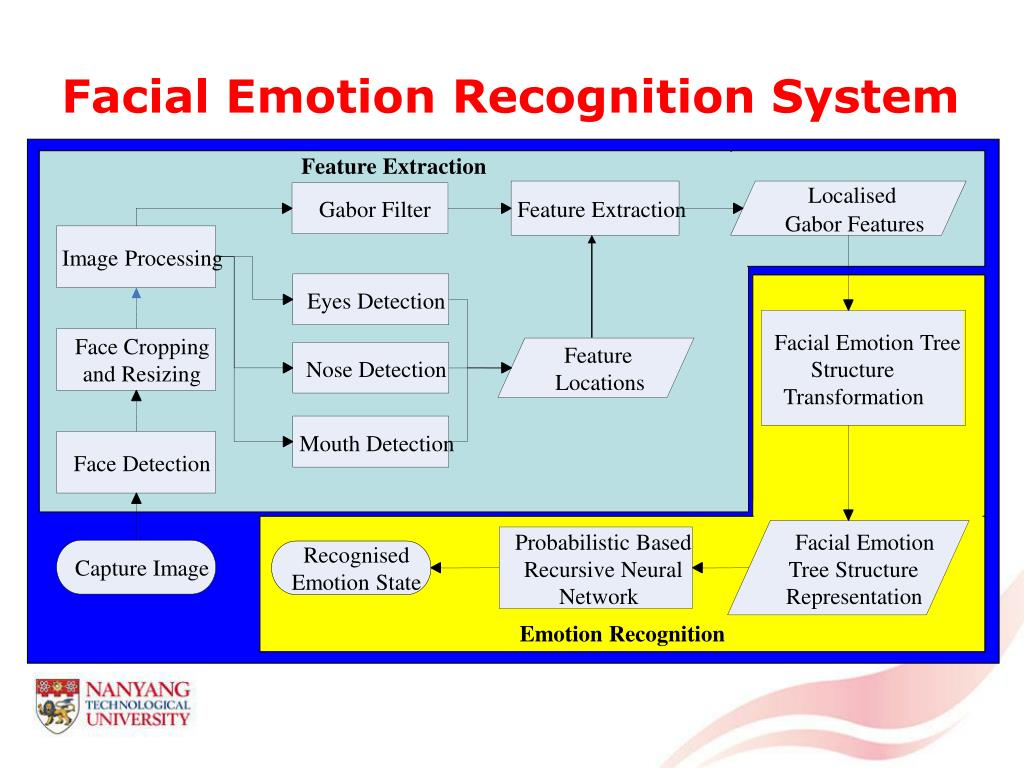 Facial Emotion Recognition System
Feature Extraction
Gabor Filter
Feature Extraction
Localised
Gabor Features
Image Processing
Eyes Detection
Face Cropping
and Resizing
Nose Detection
Feature
Locations
Facial Emotion Tree
Structure
Transformation
Mouth Detection
Face Detection
Capture Image
Recognised
Emotion State
Probabilistic Based
Recursive Neural
Network
Facial Emotion
Tree Structure
Representation
Emotion Recognition
NANYANG
TECHNOLOGICAL
UNIVERSITY